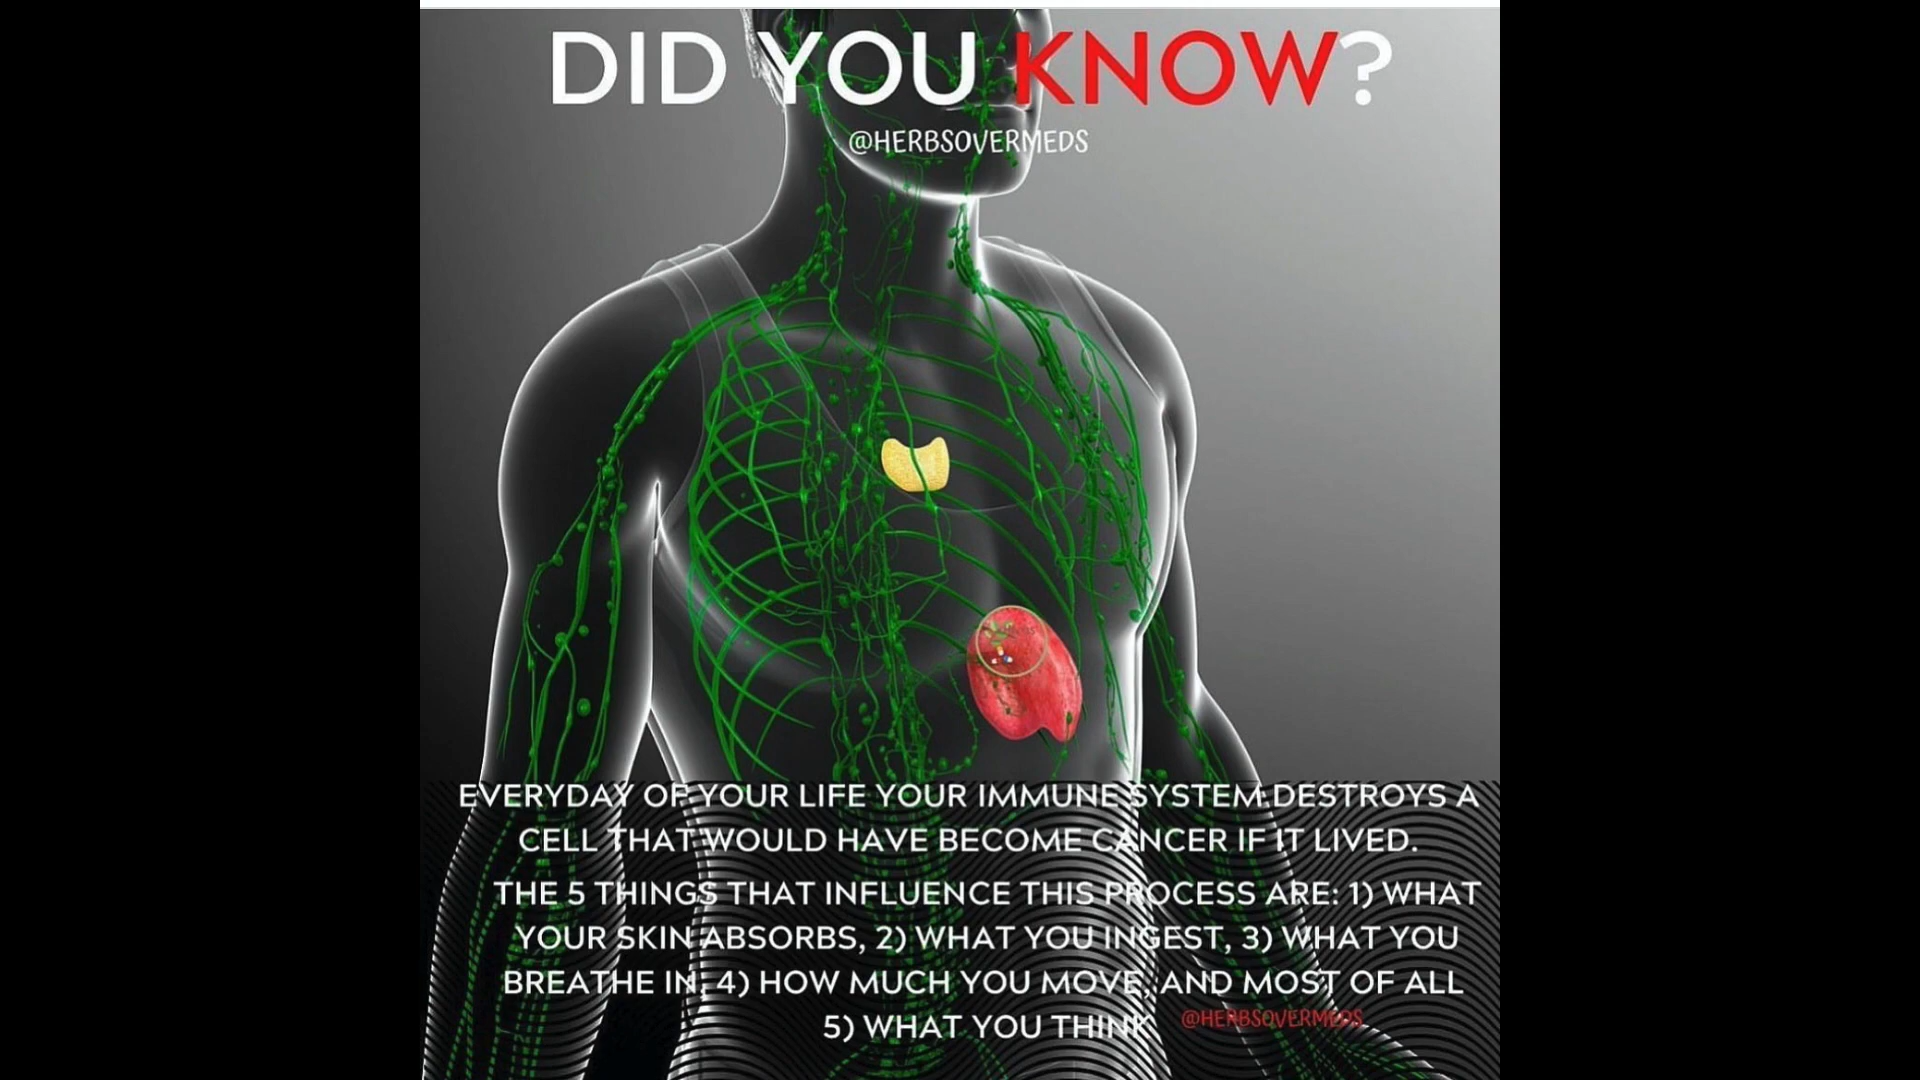 DID YOU KNOW?
@HERBSOVERMEDS
EVERYDAY OF YOUR LIFE YOUR IMMUNE SYSTEM DESTROYS A
CELL THAT WOULD HAVE BECOME CANCER IF IT LIVED.
THE 5 THINGS THAT INFLUENCE THIS PROCESS ARE: 1) WHAT
YOUR SKIN ABSORBS, 2) WHAT YOU INGEST, 3) WHAT YOU
BREATHE IN, 4) HOW MUCH YOU MOVE, AND MOST OF ALL
5) WHAT YOU THINK
@HERBSOVERMEDS